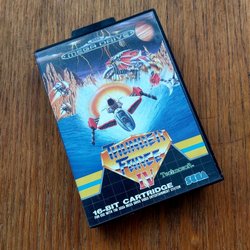 MEGA DRIVE
THUNDER
FORCE
IV
Technosoft
16-BIT CARTRIDGE
SEGA